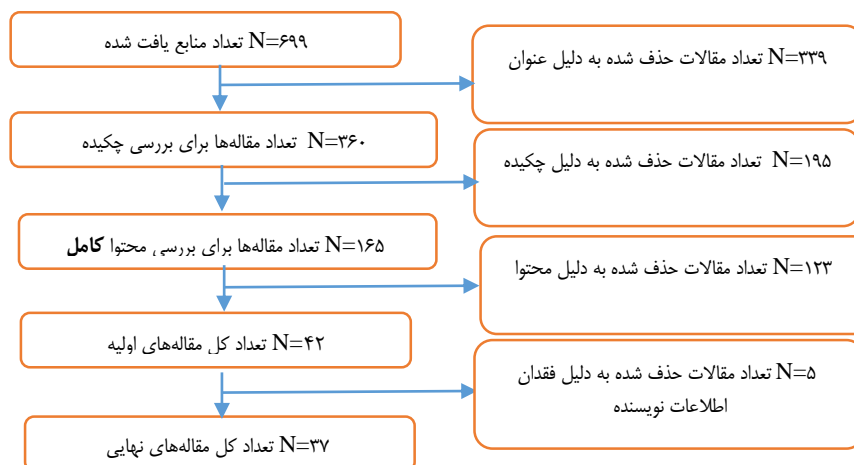 تعداد منابع یافت شده N=۶۹۹
تعداد مقالات حذف شده به دلیل عنوان N=۳۳۹
تعداد مقاله‌ها برای بررسی چکیده N=۳۶۰
تعداد مقالات حذف شده به دلیل چکیده N=۱۹۵
تعداد مقاله‌ها برای بررسی محتوا کامل N=۱۶۵
تعداد مقالات حذف شده به دلیل محتوا N=۱۲۳
تعداد کل مقاله‌های اولیه N=۴۲
تعداد مقالات حذف شده به دلیل فقدان N=۵
اطلاعات نویسنده
تعداد کل مقاله‌های نهایی N=۳۷